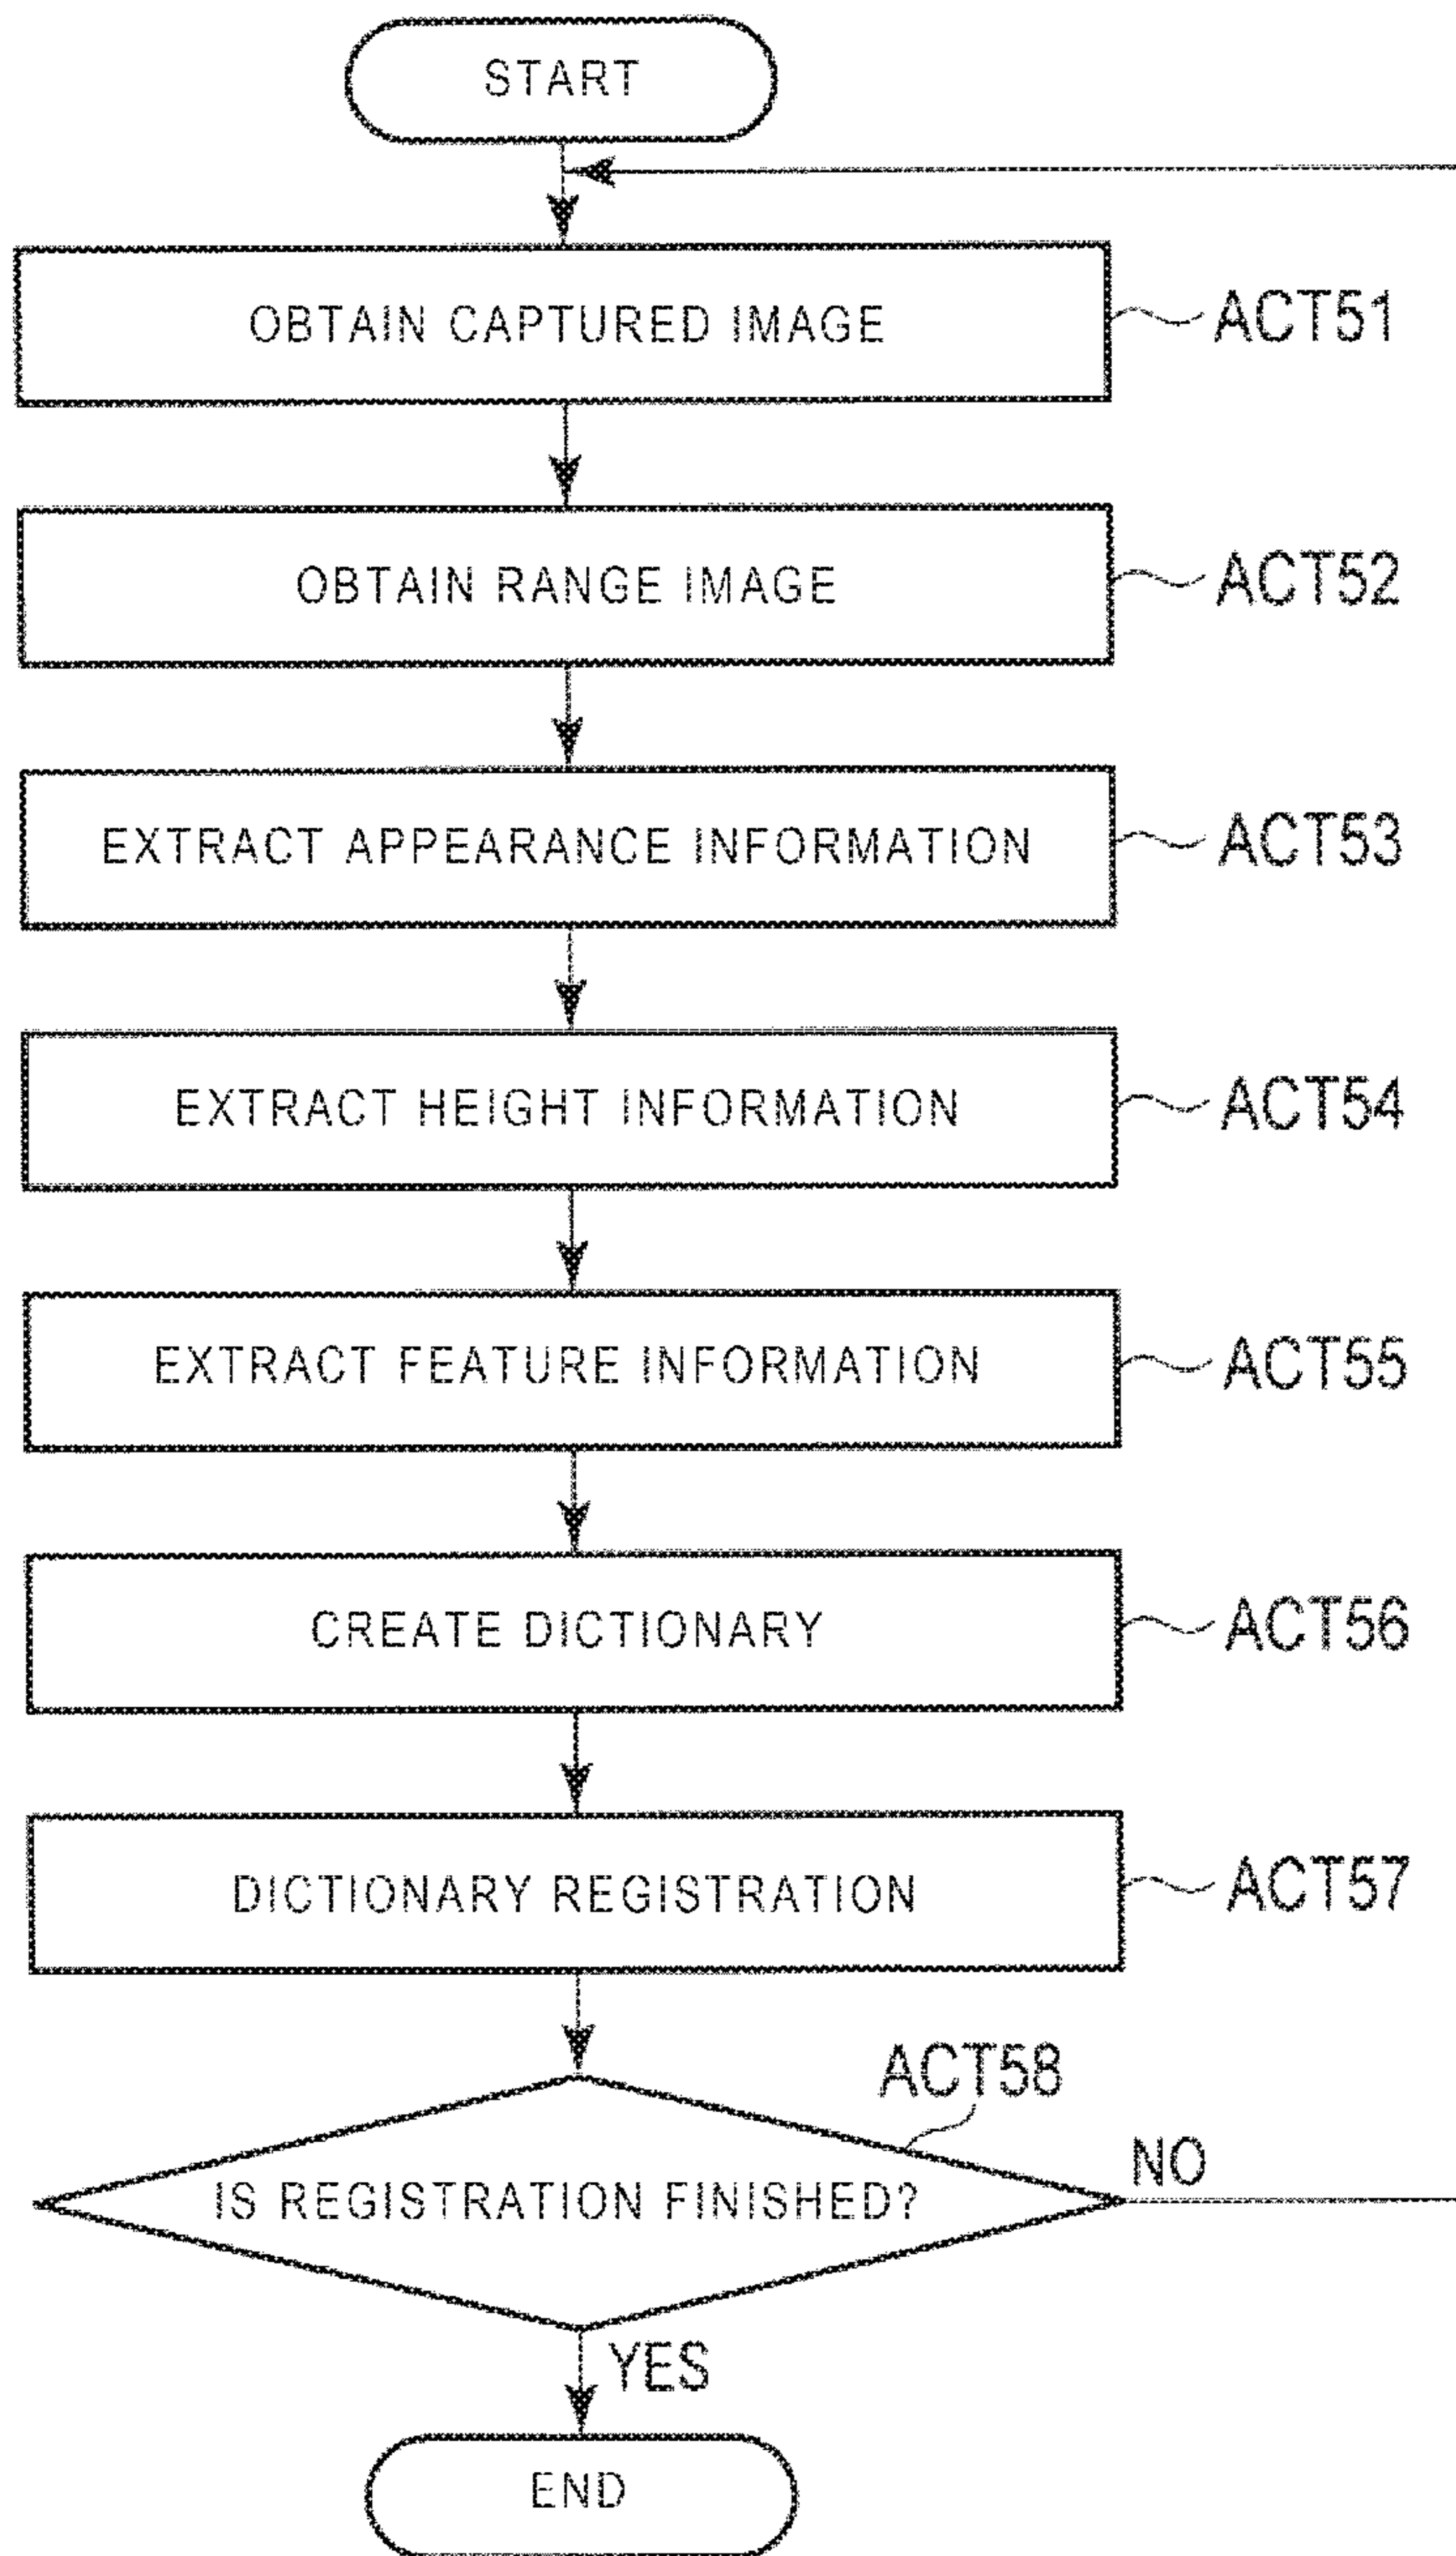 START
OBTAIN CAPTURED IMAGE
ACT51
OBTAIN RANGE IMAGE
ACT52
EXTRACT APPEARANCE INFORMATION
ACT53
EXTRACT HEIGHT INFORMATION
ACT54
EXTRACT FEATURE INFORMATION
ACT55
CREATE DICTIONARY
ACT56
DICTIONARY REGISTRATION
ACT57
ACT58
IS REGISTRATION FINISHED?
NO
YES
END